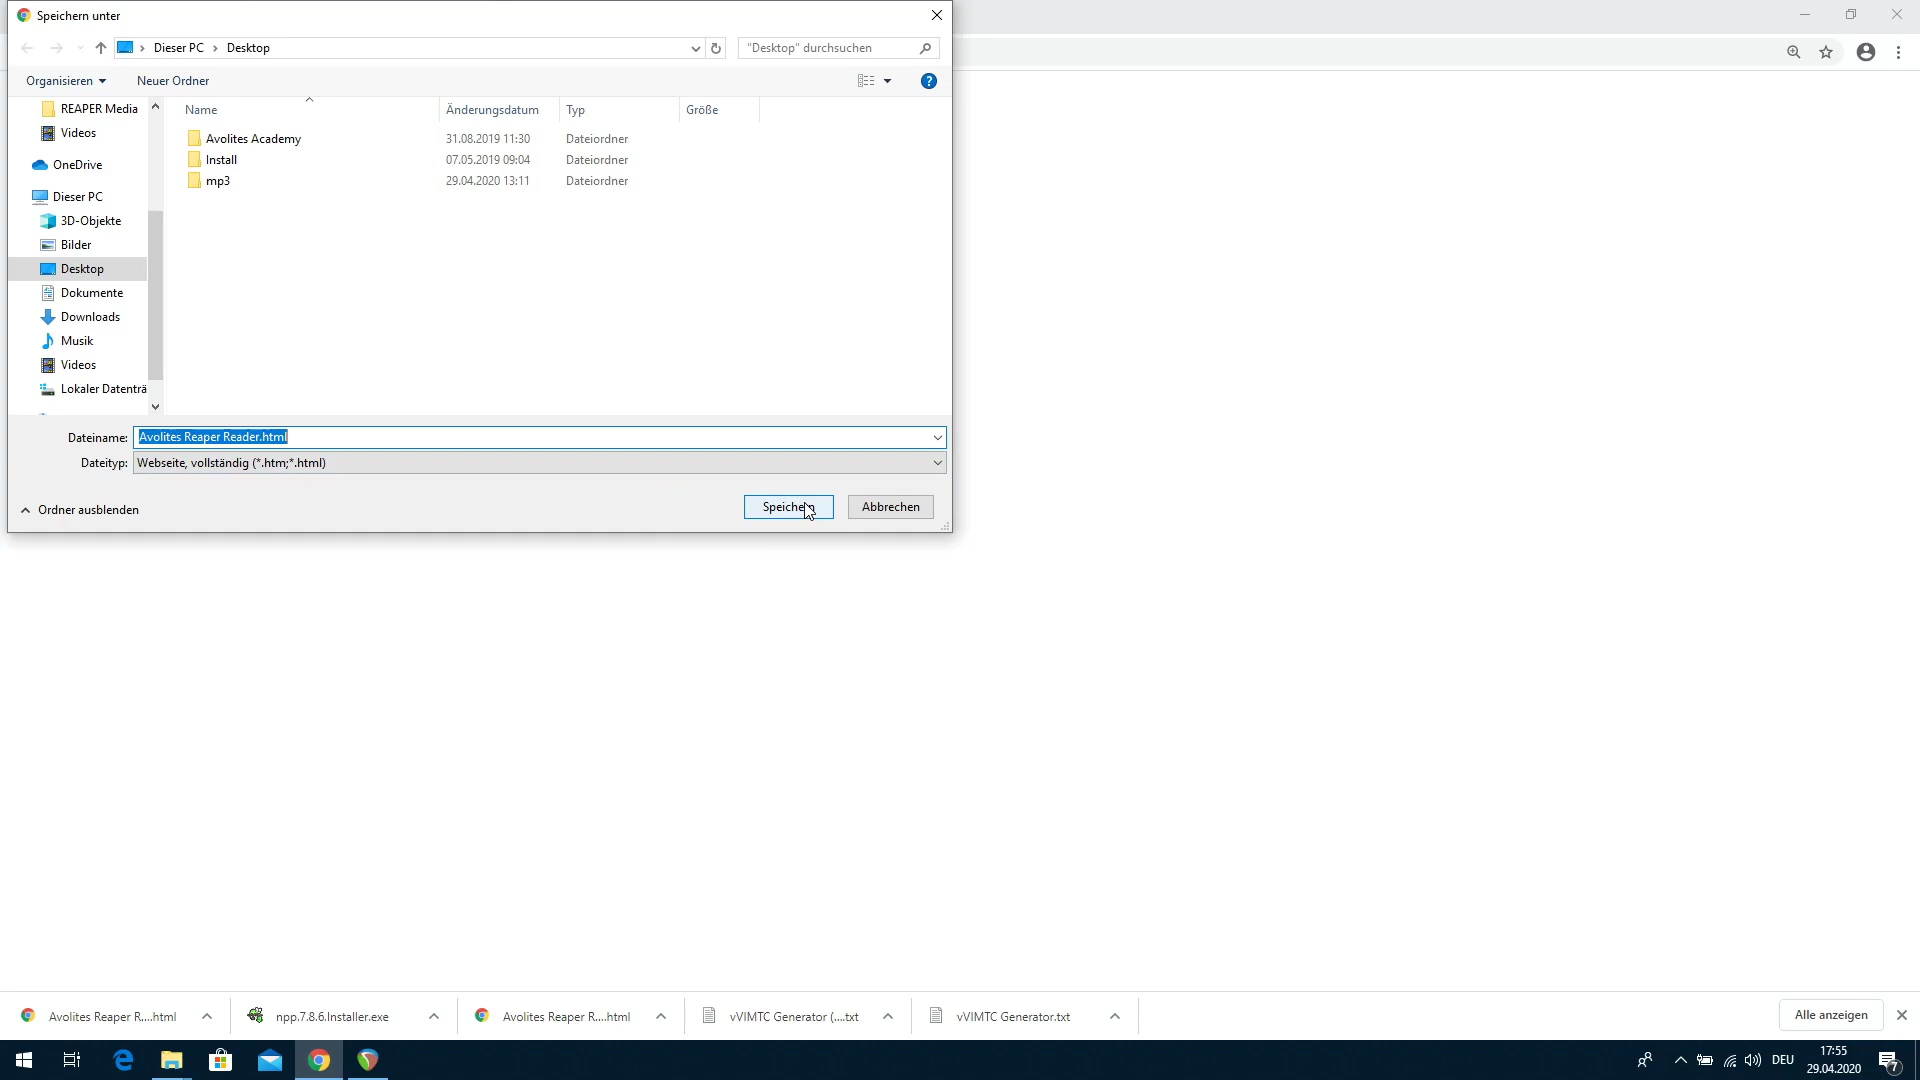 Speichern unter
Dieser PC Desktop
"Desktop" durchsuchen
Organisieren
Neuer Ordner
REAPER Media
Videos
OneDrive
Dieser PC
3D-Objekte
Bilder
Desktop
Dokumente
Downloads
Musik
Videos
Lokaler Datenträ
Name Änderungsdatum Typ Größe
Avolites Academy 31.08.2019 11:30 Dateiordner
Install 07.05.2019 09:04 Dateiordner
mp3 29.04.2020 13:11 Dateiordner
Dateiname: Avolites Reaper Reader.html
Dateityp: Webseite, vollständig (*.htm;*.html)
Ordner ausblenden
Speichern
Abbrechen
Avolites Reaper R....html
npp.7.8.6.Installer.exe
Avolites Reaper R....html
vVIMTC Generator (....txt
vVIMTC Generator.txt
Alle anzeigen
DEU
17:55
29.04.2020
7